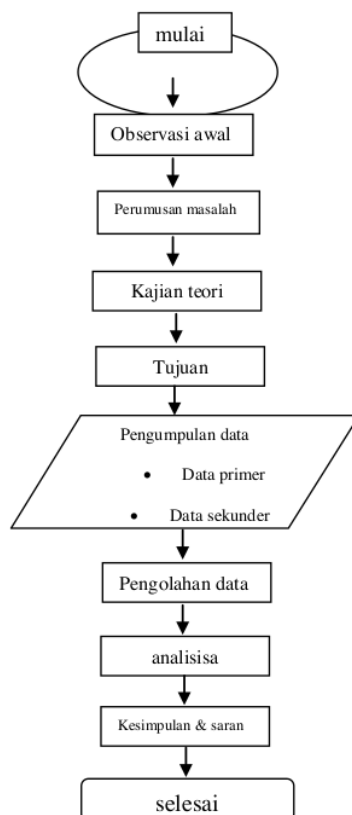 mulai
Observasi awal
Perumusan masalah
Kajian teori
Tujuan
Pengumpulan data
• Data primer
• Data sekunder
Pengolahan data
analisisa
Kesimpulan & saran
selesai